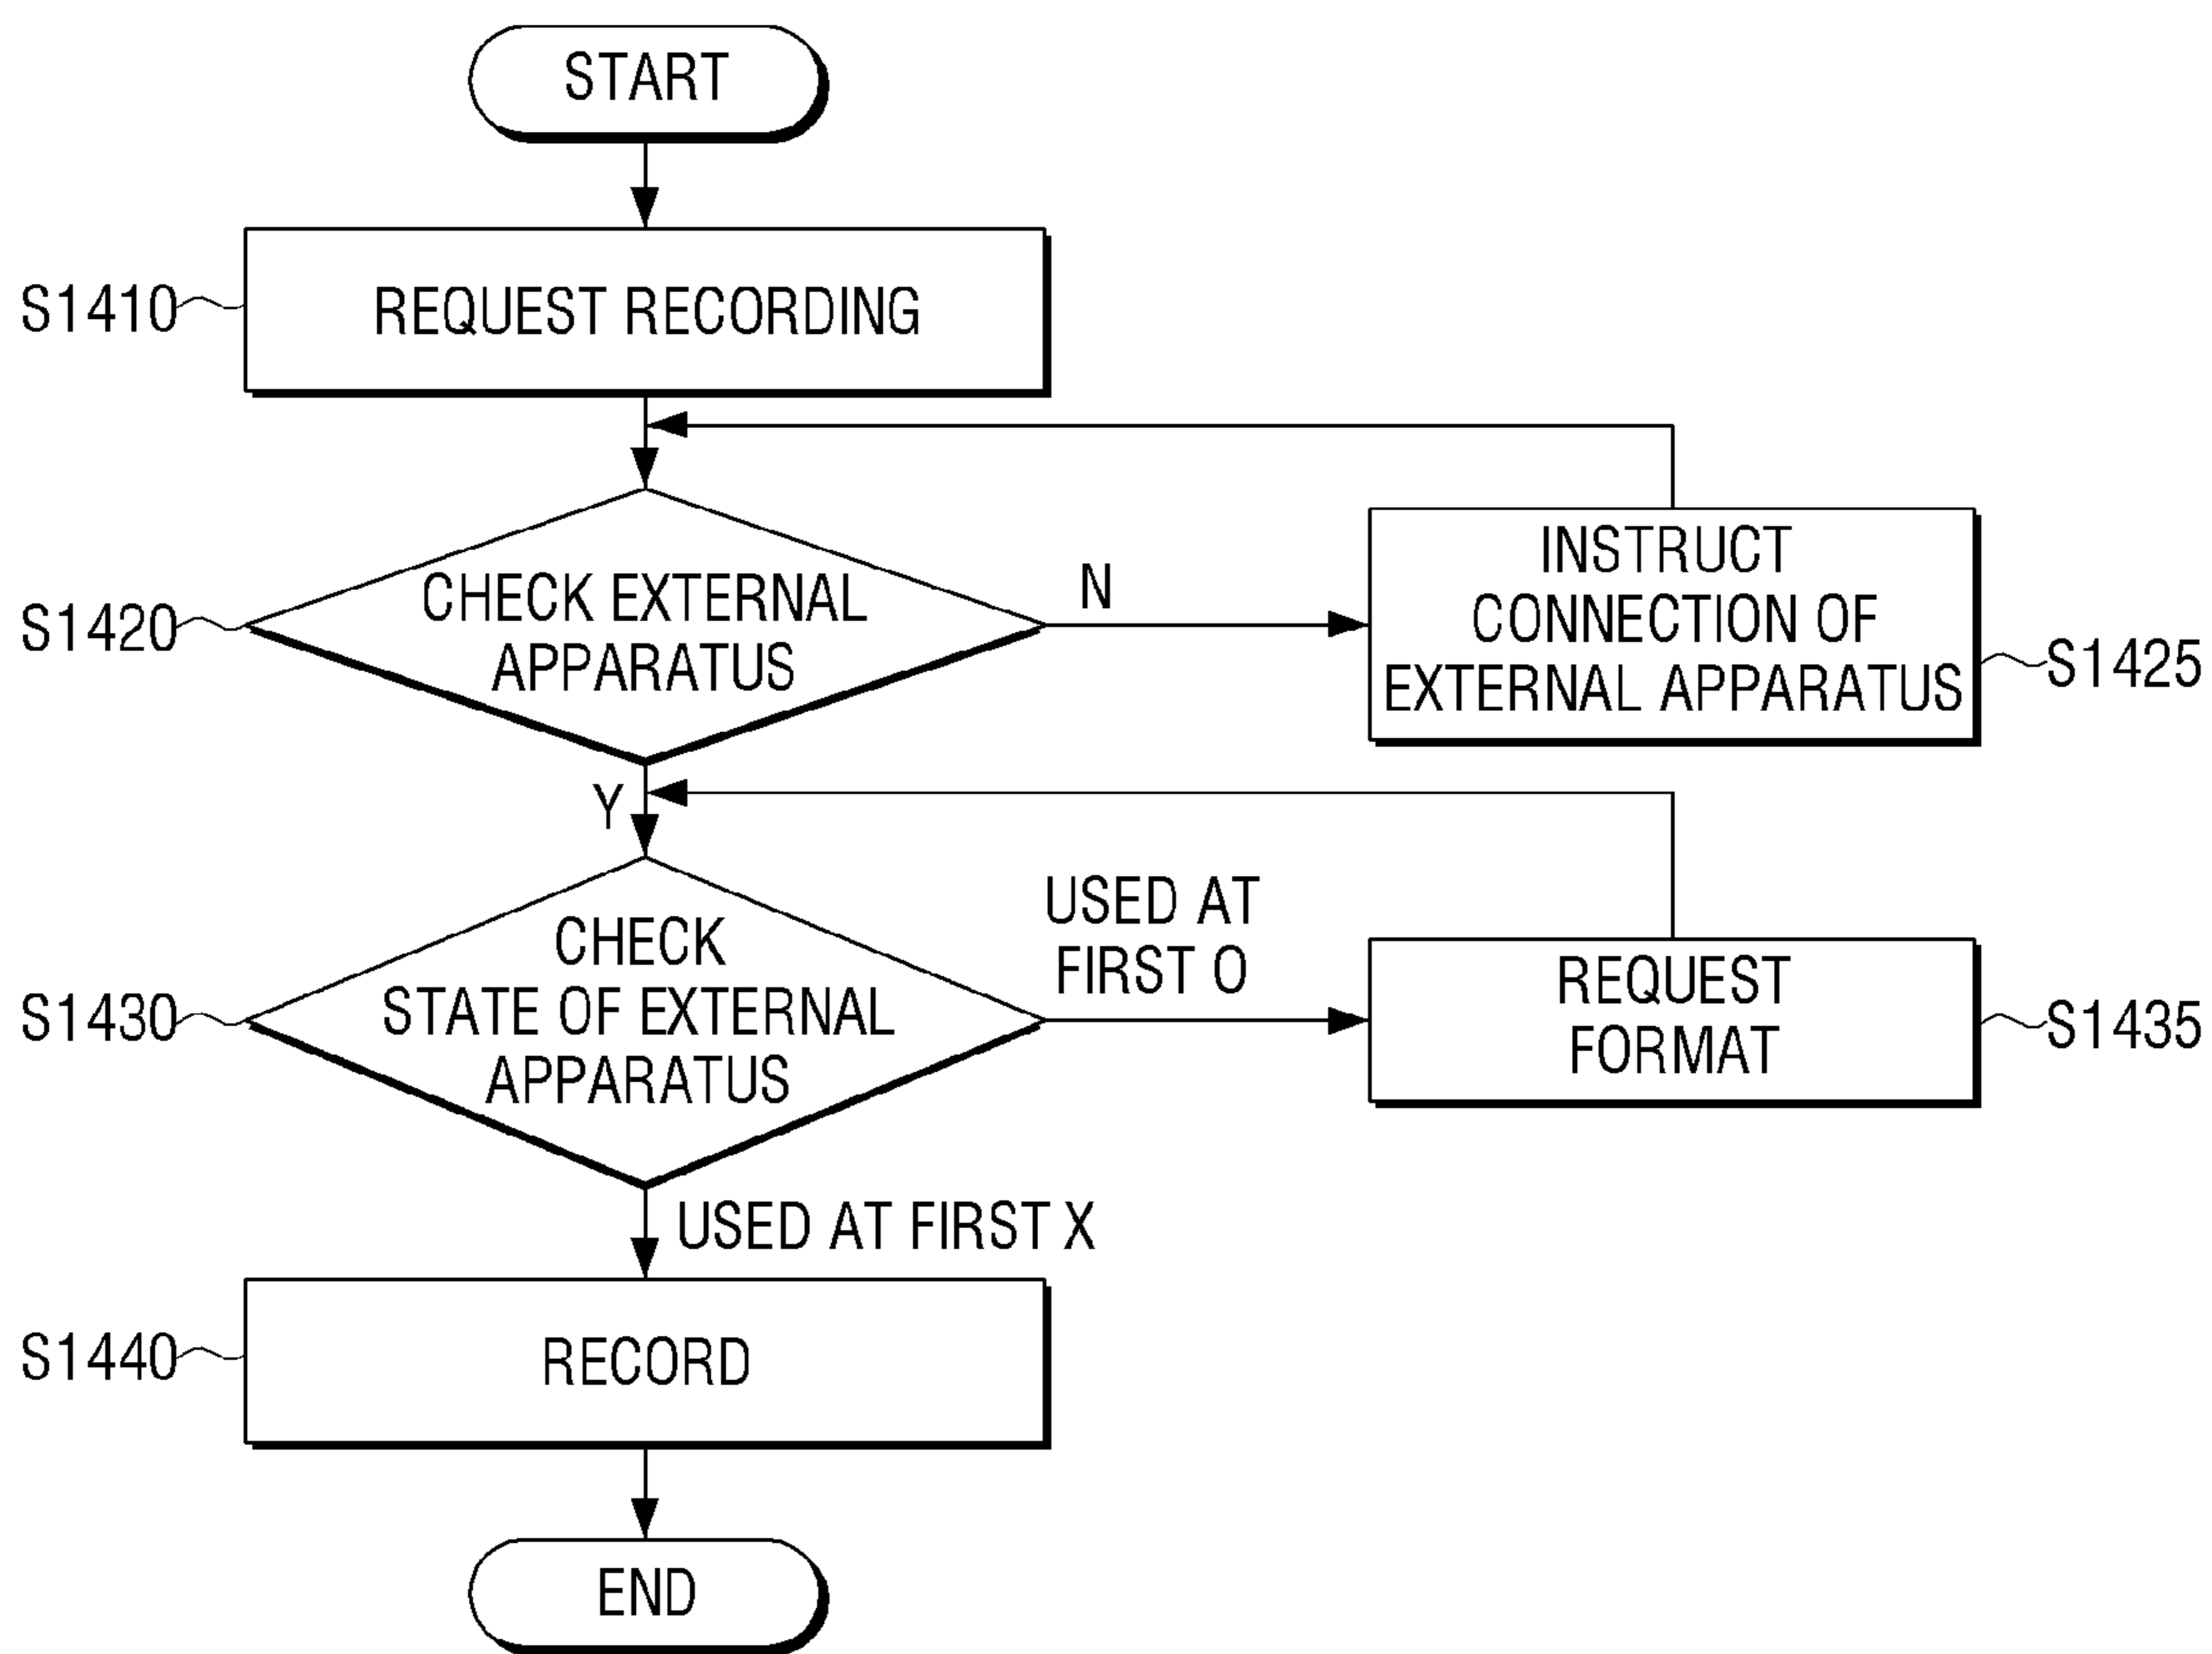 START
S1410
REQUEST RECORDING
S1420
CHECK EXTERNAL
APPARATUS
N
INSTRUCT
CONNECTION OF
EXTERNAL APPARATUS
S1425
Y
S1430
CHECK
STATE OF EXTERNAL
APPARATUS
USED AT
FIRST O
REQUEST
FORMAT
S1435
USED AT FIRST X
S1440
RECORD
END